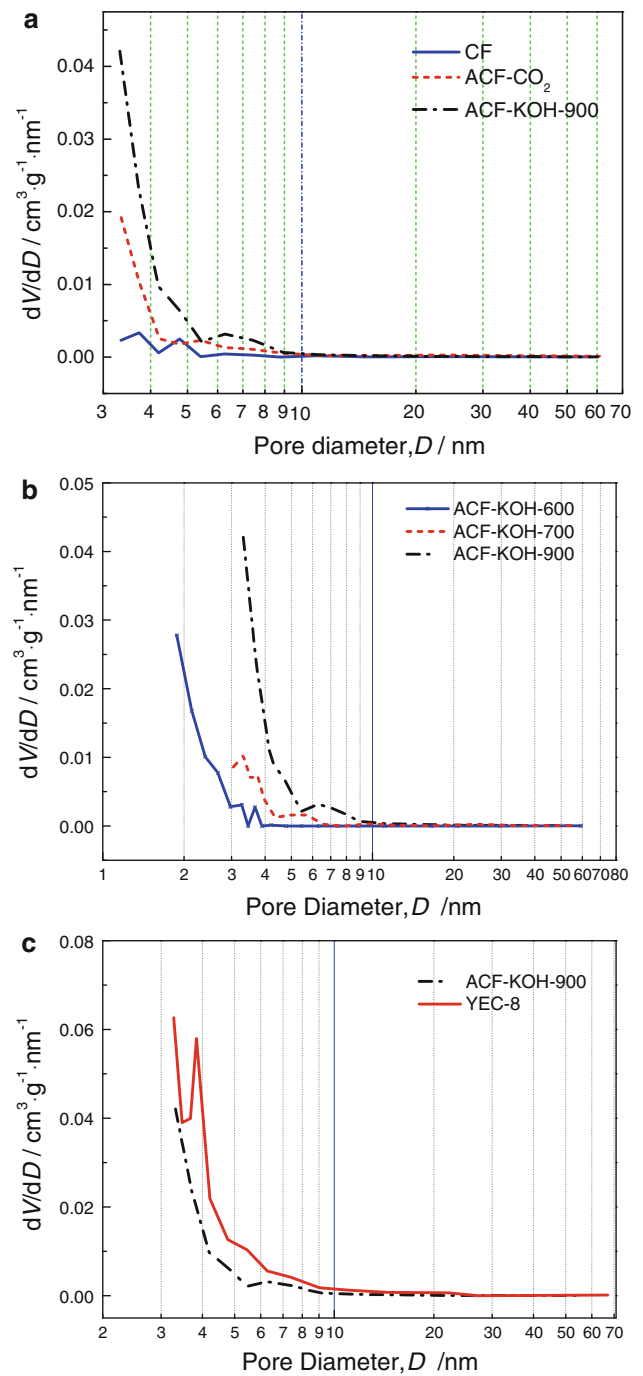 a
CF
ACF-CO₂
ACF-KOH-900
0.04
0.03
0.02
0.01
0.00
dV/dD / cm³·g⁻¹·nm⁻¹
3 4 5 6 7 8 9 10 20 30 40 50 60 70
Pore diameter,D / nm
b
ACF-KOH-600
ACF-KOH-700
ACF-KOH-900
0.05
0.04
0.03
0.02
0.01
0.00
dV/dD / cm³·g⁻¹·nm⁻¹
1 2 3 4 5 6 7 8 9 10 20 30 40 50 60 70 80
Pore Diameter,D /nm
c
ACF-KOH-900
YEC-8
0.08
0.06
0.04
0.02
0.00
dV/dD / cm³·g⁻¹·nm⁻¹
2 3 4 5 6 7 8 9 10 20 30 40 50 60 70
Pore Diameter,D / nm